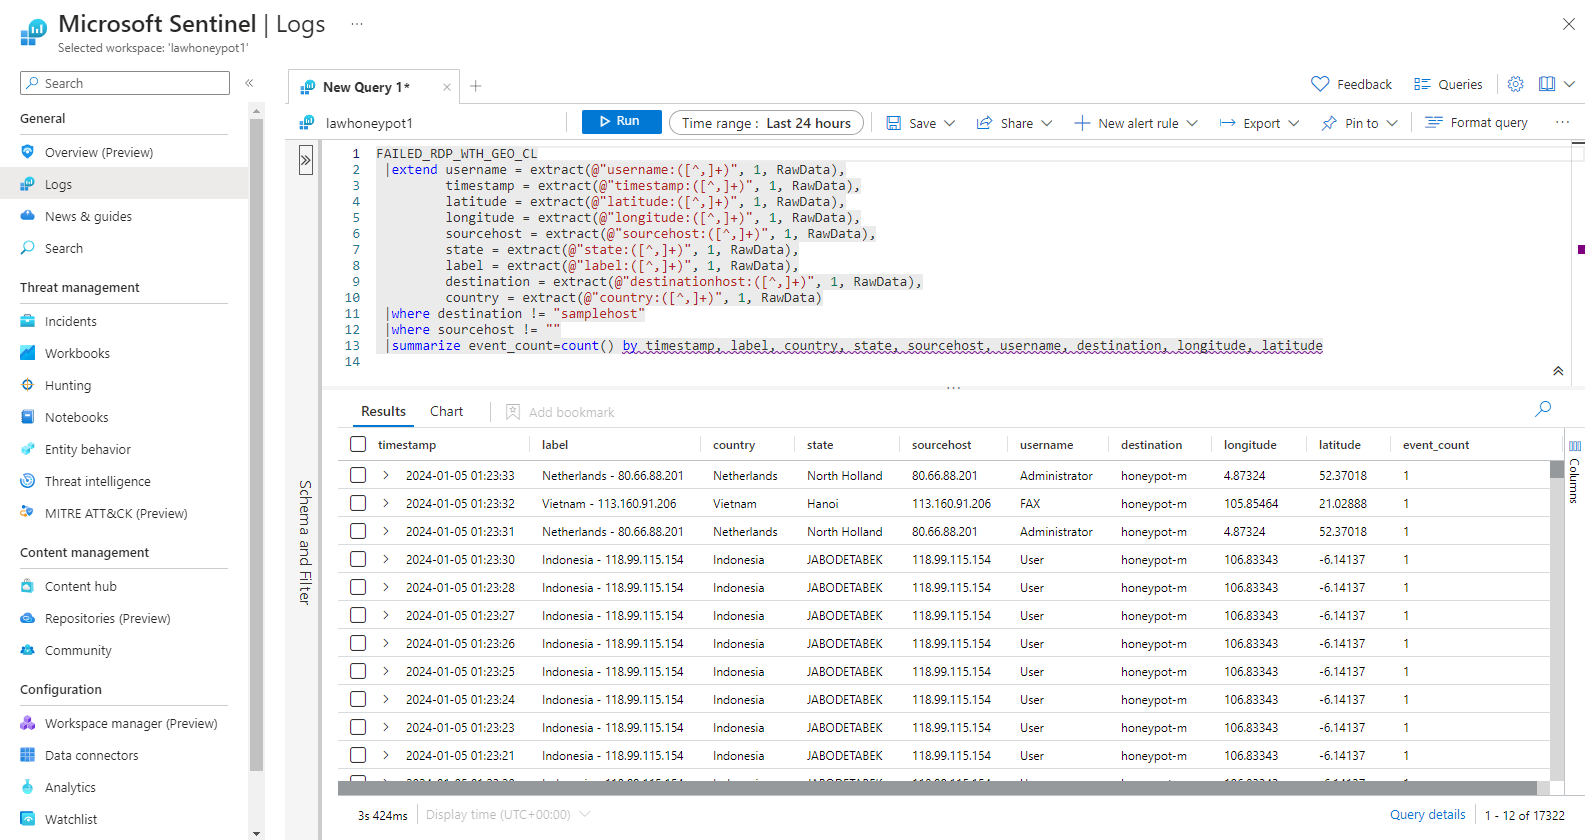 Microsoft Sentinel | Logs ...
Selected workspace: 'lawhoneypot1'
Search
«
General
Overview (Preview)
Logs
News & guides
Search
Threat management
Incidents
Workbooks
Hunting
Notebooks
Entity behavior
Threat intelligence
MITRE ATT&CK (Preview)
Content management
Content hub
Repositories (Preview)
Community
Configuration
Workspace manager (Preview)
Data connectors
Analytics
Watchlist
New Query 1*
Feedback
Queries
lawhoneypot1
Run
Time range : Last 24 hours
Save
Share
New alert rule
Export
Pin to
Format query
...
1 FAILED_RDP_WTH_GEO_CL
2 |extend username = extract(@"username:([^,]+)", 1, RawData),
3 timestamp = extract(@"timestamp:([^,]+)", 1, RawData),
4 latitude = extract(@"latitude:([^,]+)", 1, RawData),
5 longitude = extract(@"longitude:([^,]+)", 1, RawData),
6 sourcehost = extract(@"sourcehost:([^,]+)", 1, RawData),
7 state = extract(@"state:([^,]+)", 1, RawData),
8 label = extract(@"label:([^,]+)", 1, RawData),
9 destination = extract(@"destinationhost:([^,]+)", 1, RawData),
10 country = extract(@"country:([^,]+)", 1, RawData)
11 |where destination != "samplehost"
12 |where sourcehost != ""
13 |summarize event_count=count() by timestamp, label, country, state, sourcehost, username, destination, longitude, latitude
14
Schema and Filter
Results
Chart
Add bookmark
timestamp label country state sourcehost username destination longitude latitude event_count
2024-01-05 01:23:33 Netherlands - 80.66.88.201 Netherlands North Holland 80.66.88.201 Administrator honeypot-m 4.87324 52.37018 1
2024-01-05 01:23:32 Vietnam - 113.160.91.206 Vietnam Hanoi 113.160.91.206 FAX honeypot-m 105.85464 21.02888 1
2024-01-05 01:23:31 Netherlands - 80.66.88.201 Netherlands North Holland 80.66.88.201 Administrator honeypot-m 4.87324 52.37018 1
2024-01-05 01:23:30 Indonesia - 118.99.115.154 Indonesia JABODETABEK 118.99.115.154 User honeypot-m 106.83343 -6.14137 1
2024-01-05 01:23:28 Indonesia - 118.99.115.154 Indonesia JABODETABEK 118.99.115.154 User honeypot-m 106.83343 -6.14137 1
2024-01-05 01:23:27 Indonesia - 118.99.115.154 Indonesia JABODETABEK 118.99.115.154 User honeypot-m 106.83343 -6.14137 1
2024-01-05 01:23:26 Indonesia - 118.99.115.154 Indonesia JABODETABEK 118.99.115.154 User honeypot-m 106.83343 -6.14137 1
2024-01-05 01:23:25 Indonesia - 118.99.115.154 Indonesia JABODETABEK 118.99.115.154 User honeypot-m 106.83343 -6.14137 1
2024-01-05 01:23:24 Indonesia - 118.99.115.154 Indonesia JABODETABEK 118.99.115.154 User honeypot-m 106.83343 -6.14137 1
2024-01-05 01:23:23 Indonesia - 118.99.115.154 Indonesia JABODETABEK 118.99.115.154 User honeypot-m 106.83343 -6.14137 1
2024-01-05 01:23:21 Indonesia - 118.99.115.154 Indonesia JABODETABEK 118.99.115.154 User honeypot-m 106.83343 -6.14137 1
Columns
3s 424ms
Display time (UTC+00:00)
Query details
1 - 12 of 17322